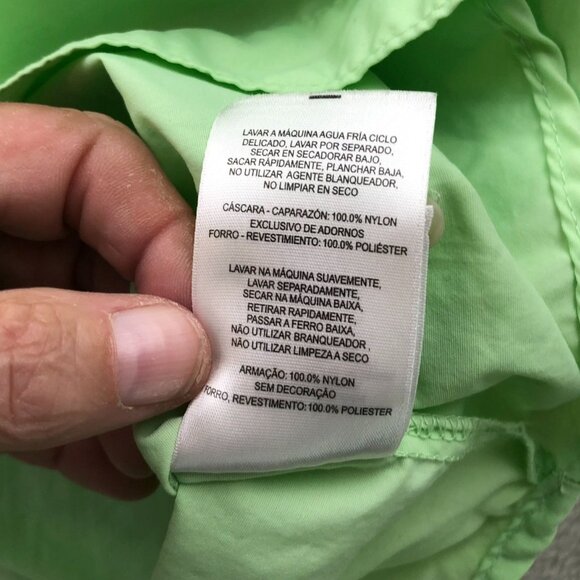 LAVAR A MÁQUINA AGUA FRÍA CICLO
DELICADO, LAVAR POR SEPARADO,
SECAR EN SECADORAR BAJO,
SACAR RÁPIDAMENTE, PLANCHAR BAJA,
NO UTILIZAR AGENTE BLANQUEADOR,
NO LIMPIAR EN SECO
CÁSCARA - CAPARAZÓN: 100.0% NYLON
EXCLUSIVO DE ADORNOS
FORRO - REVESTIMIENTO: 100.0% POLIÉSTER
LAVAR NA MÁQUINA SUAVEMENTE,
LAVAR SEPARADAMENTE,
SECAR NA MÁQUINA BAIXA,
RETIRAR RAPIDAMENTE,
PASSAR A FERRO BAIXA,
NÃO UTILIZAR BRANQUEADOR,
NÃO UTILIZAR LIMPEZA A SECO
ARMAÇÃO: 100.0% NYLON
SEM DECORAÇÃO
FORRO, REVESTIMENTO: 100.0% POLIESTER